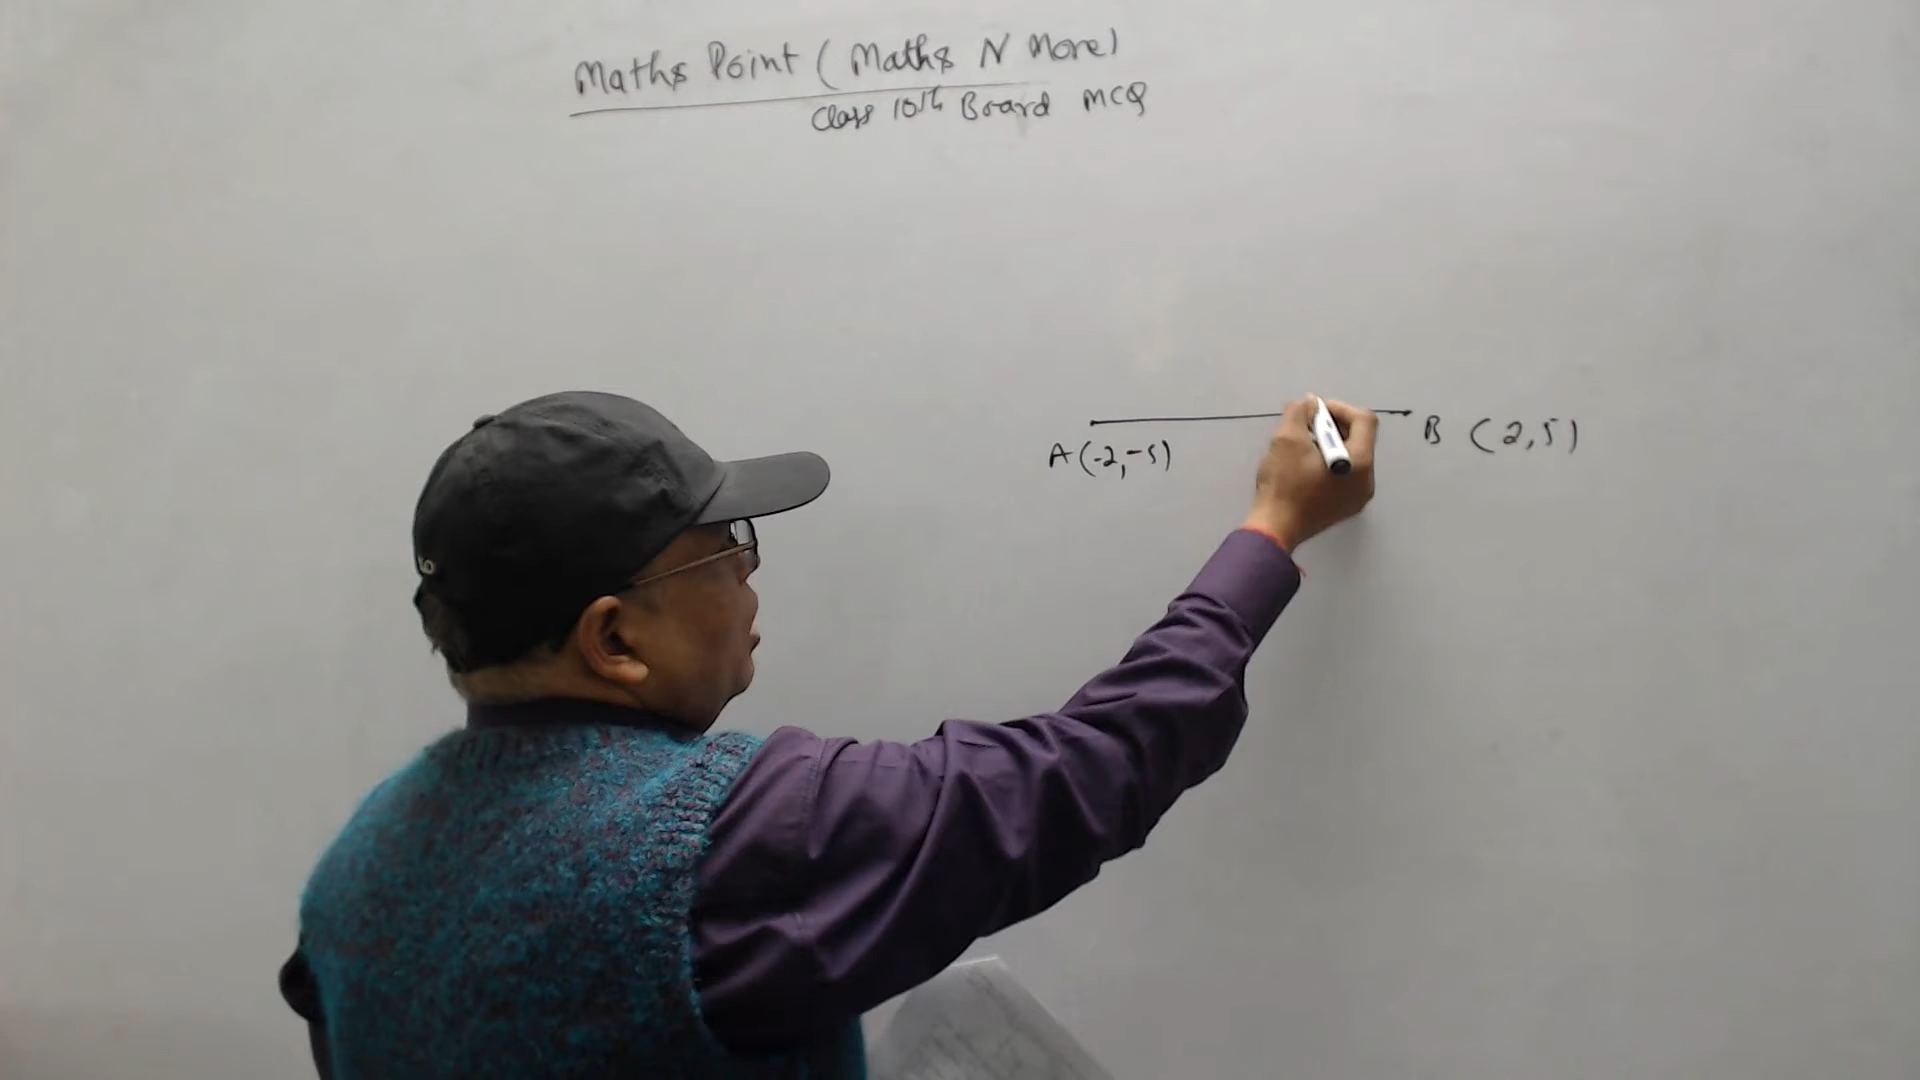 Maths Point (Maths N More)
Class 10th Board MCQ
A (-2,-5)
B (2,5)